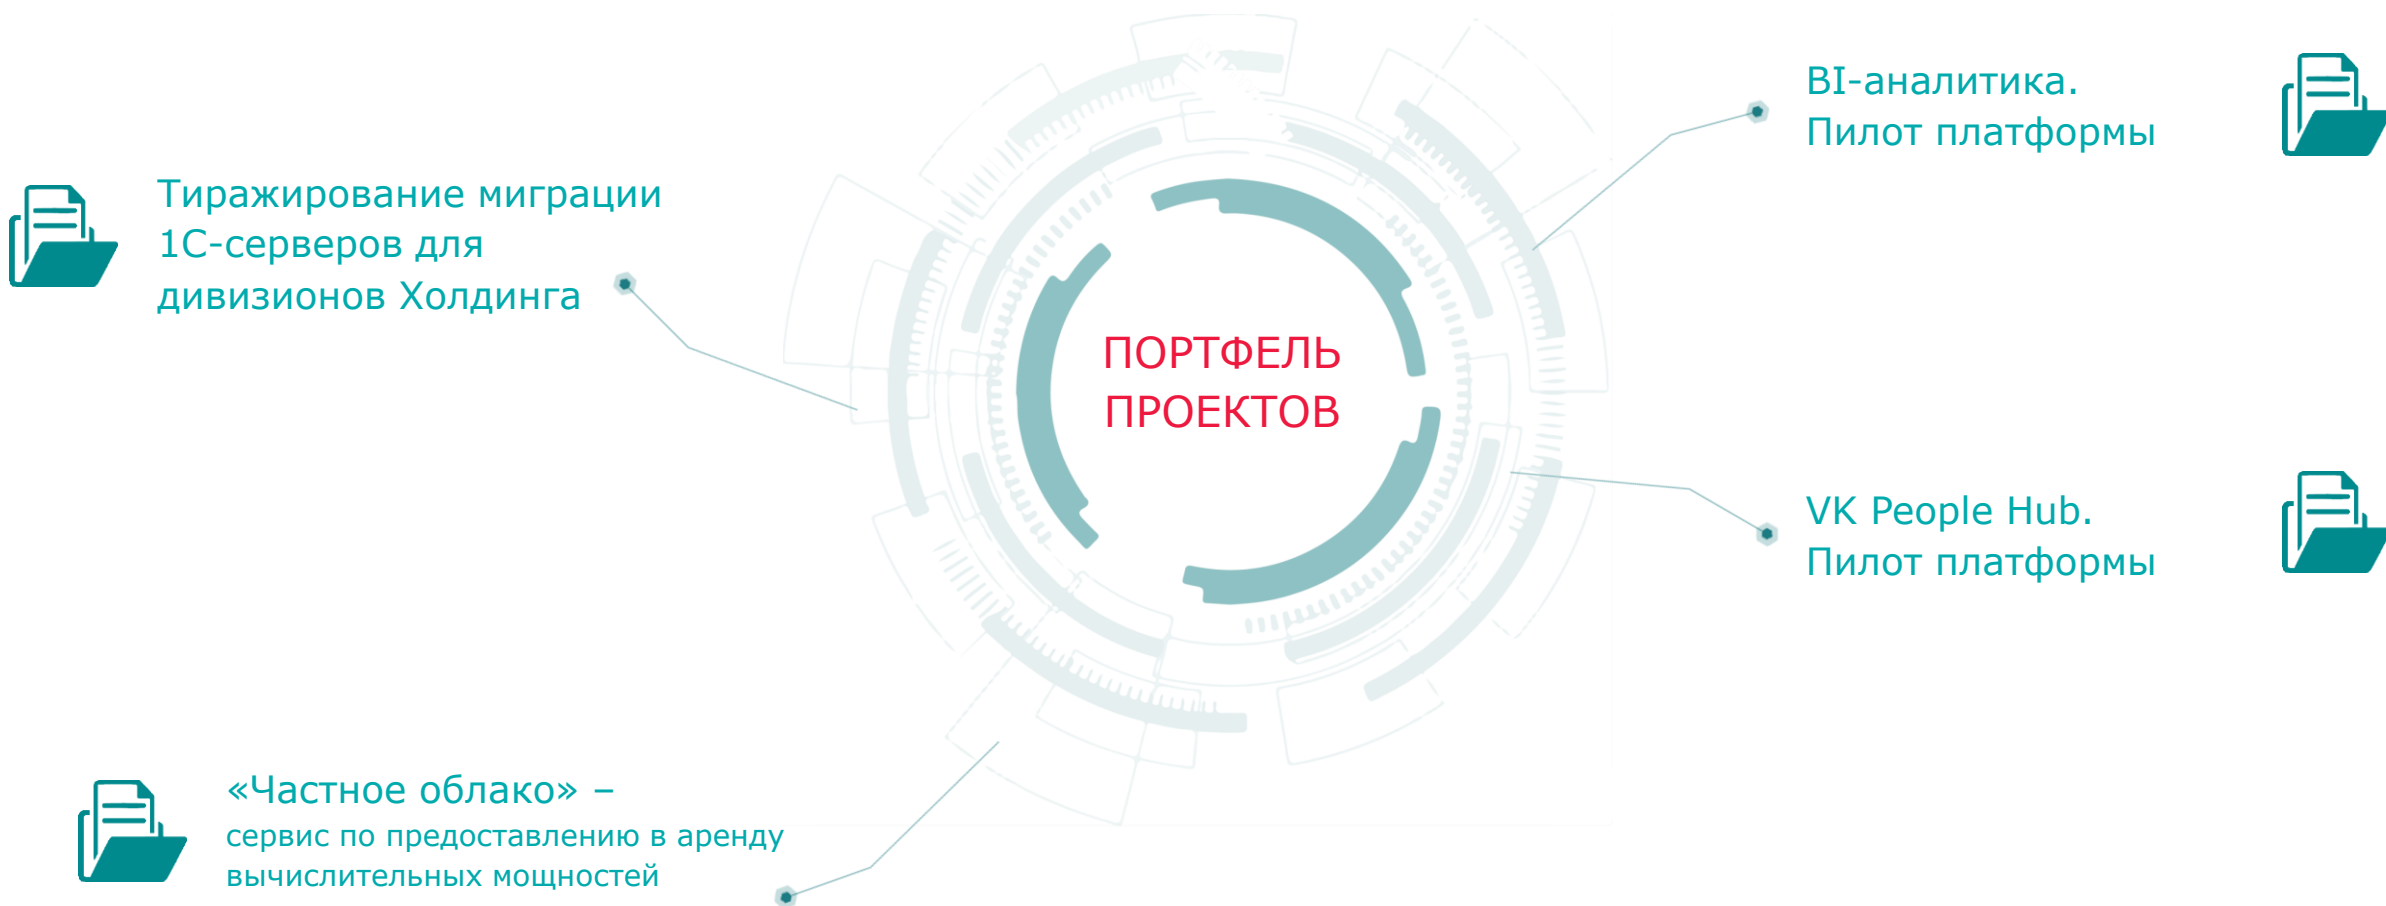 Тиражирование миграции
1С-серверов для
дивизионов Холдинга
«Частное облако» –
сервис по предоставлению в аренду
вычислительных мощностей
ПОРТФЕЛЬ
ПРОЕКТОВ
BI-аналитика.
Пилот платформы
VK People Hub.
Пилот платформы